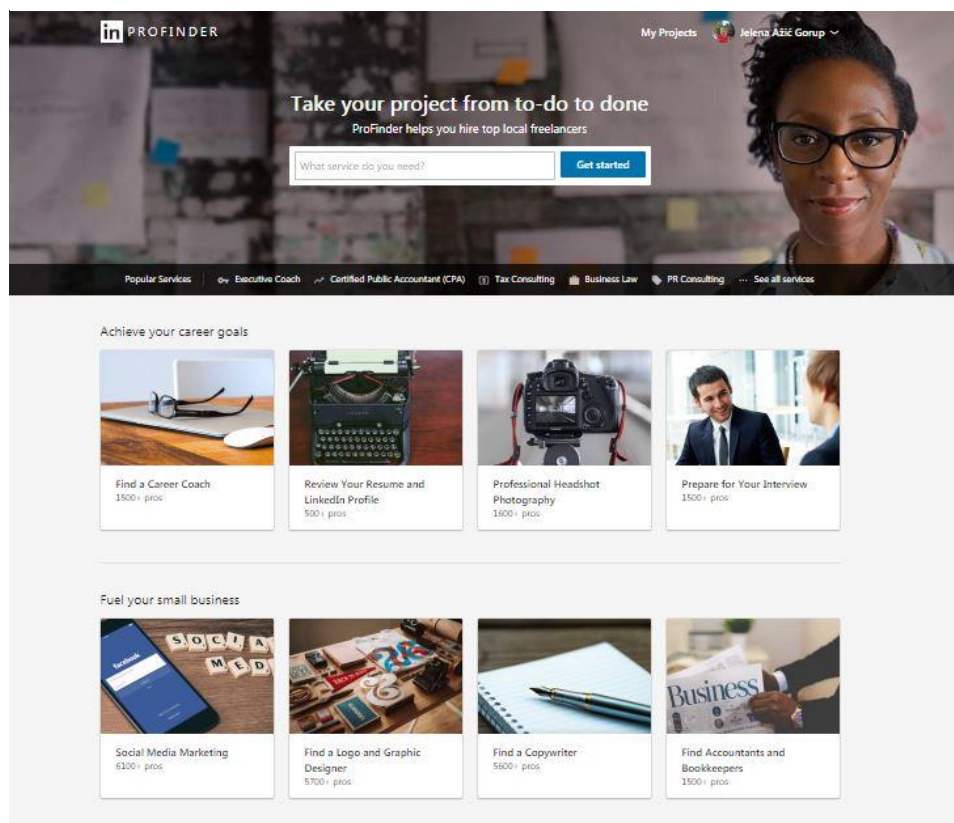 in PROFINDER
My Projects Jelena Ažić Gorup
Take your project from to-do to done
ProFinder helps you hire top local freelancers
What service do you need? Get started
Popular Services Executive Coach Certified Public Accountant (CPA) Tax Consulting Business Law PR Consulting ... See all services
Achieve your career goals
Find a Career Coach
1500+ pros
Review Your Resume and
LinkedIn Profile
500+ pros
Professional Headshot
Photography
1600+ pros
Prepare for Your Interview
1500+ pros
Fuel your small business
facebook
SOCIA
MED
Business
Social Media Marketing
6100+ pros
Find a Logo and Graphic
Designer
5700+ pros
Find a Copywriter
5600+ pros
Find Accountants and
Bookkeepers
1500+ pros